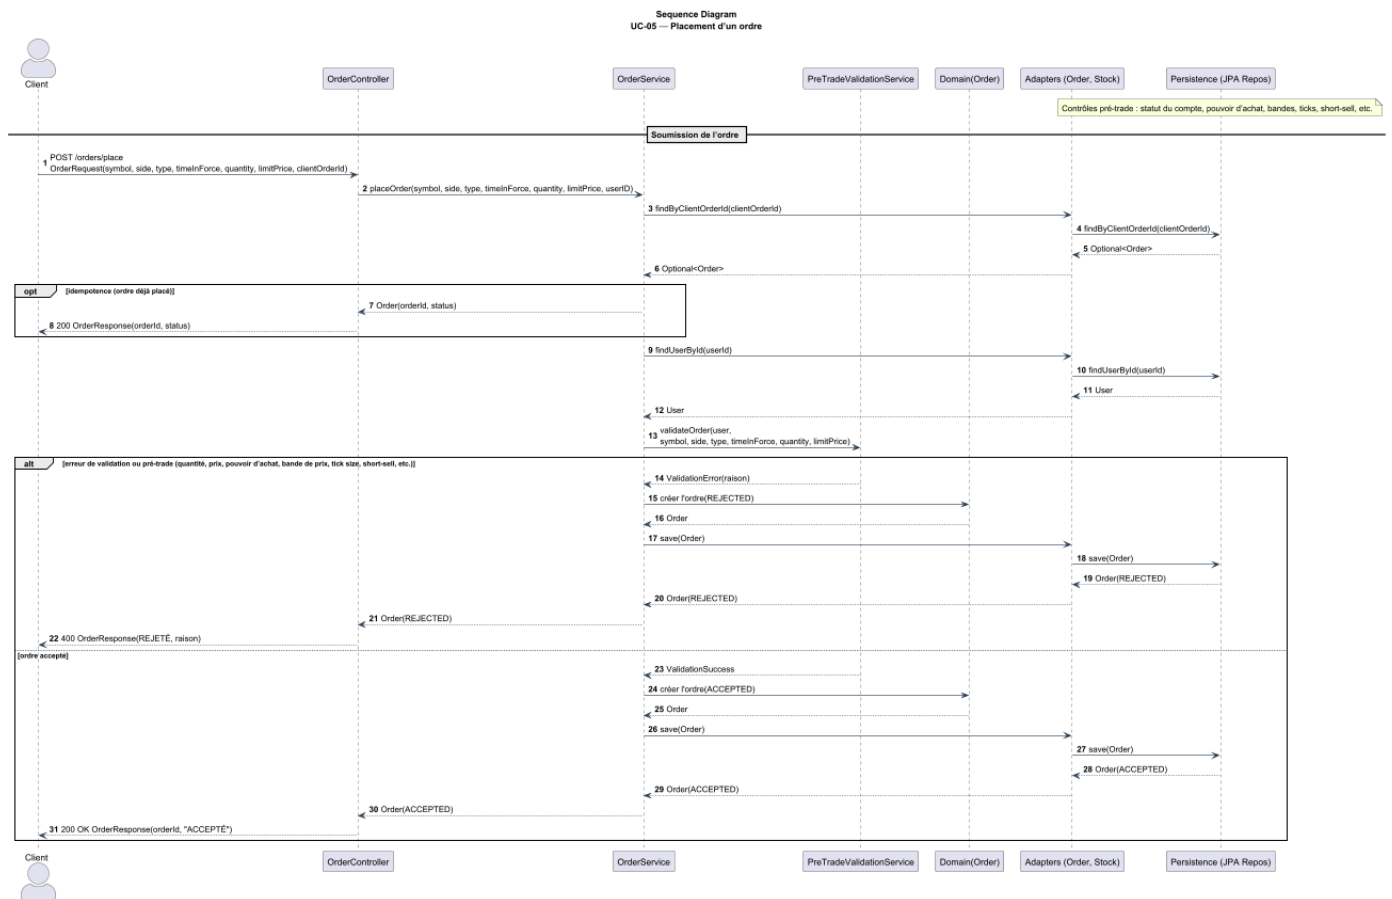 Sequence Diagram
UC-05 — Placement d'un ordre
Client
OrderController
OrderService
PreTradeValidationService
Domain(Order)
Adapters (Order, Stock)
Persistence (JPA Repos)
Contrôles pré-trade : statut du compte, pouvoir d'achat, bandes, ticks, short-sell, etc.
Soumission de l'ordre
1 POST /orders/place
OrderRequest(symbol, side, type, timeInForce, quantity, limitPrice, clientOrderId)
2 placeOrder(symbol, side, type, timeInForce, quantity, limitPrice, userID)
3 findByClientOrderId(clientOrderId)
4 findByClientOrderId(clientOrderId)
5 Optional<Order>
6 Optional<Order>
opt [idempotence (ordre déjà placé)]
7 Order(orderId, status)
8 200 OrderResponse(orderId, status)
9 findUserById(userId)
10 findUserById(userId)
11 User
12 User
13 validateOrder(user,
symbol, side, type, timeInForce, quantity, limitPrice)
alt [erreur de validation ou pré-trade (quantité, prix, pouvoir d'achat, bande de prix, tick size, short-sell, etc.)]
14 ValidationError(raison)
15 créer l'ordre(REJECTED)
16 Order
17 save(Order)
18 save(Order)
19 Order(REJECTED)
20 Order(REJECTED)
21 Order(REJECTED)
22 400 OrderResponse(REJETÉ, raison)
[ordre accepté]
23 ValidationSuccess
24 créer l'ordre(ACCEPTED)
25 Order
26 save(Order)
27 save(Order)
28 Order(ACCEPTED)
29 Order(ACCEPTED)
30 Order(ACCEPTED)
31 200 OK OrderResponse(orderId, "ACCEPTÉ")
Client
OrderController
OrderService
PreTradeValidationService
Domain(Order)
Adapters (Order, Stock)
Persistence (JPA Repos)